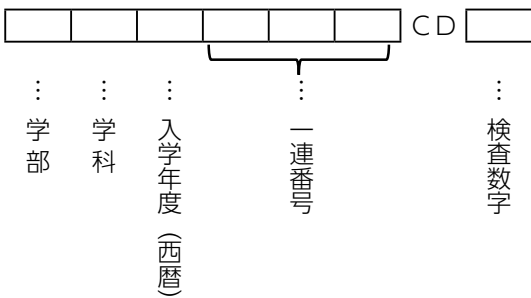 CD
… 学部
… 学科
… 入学年度（西暦）
… 一連番号
… 検査数字